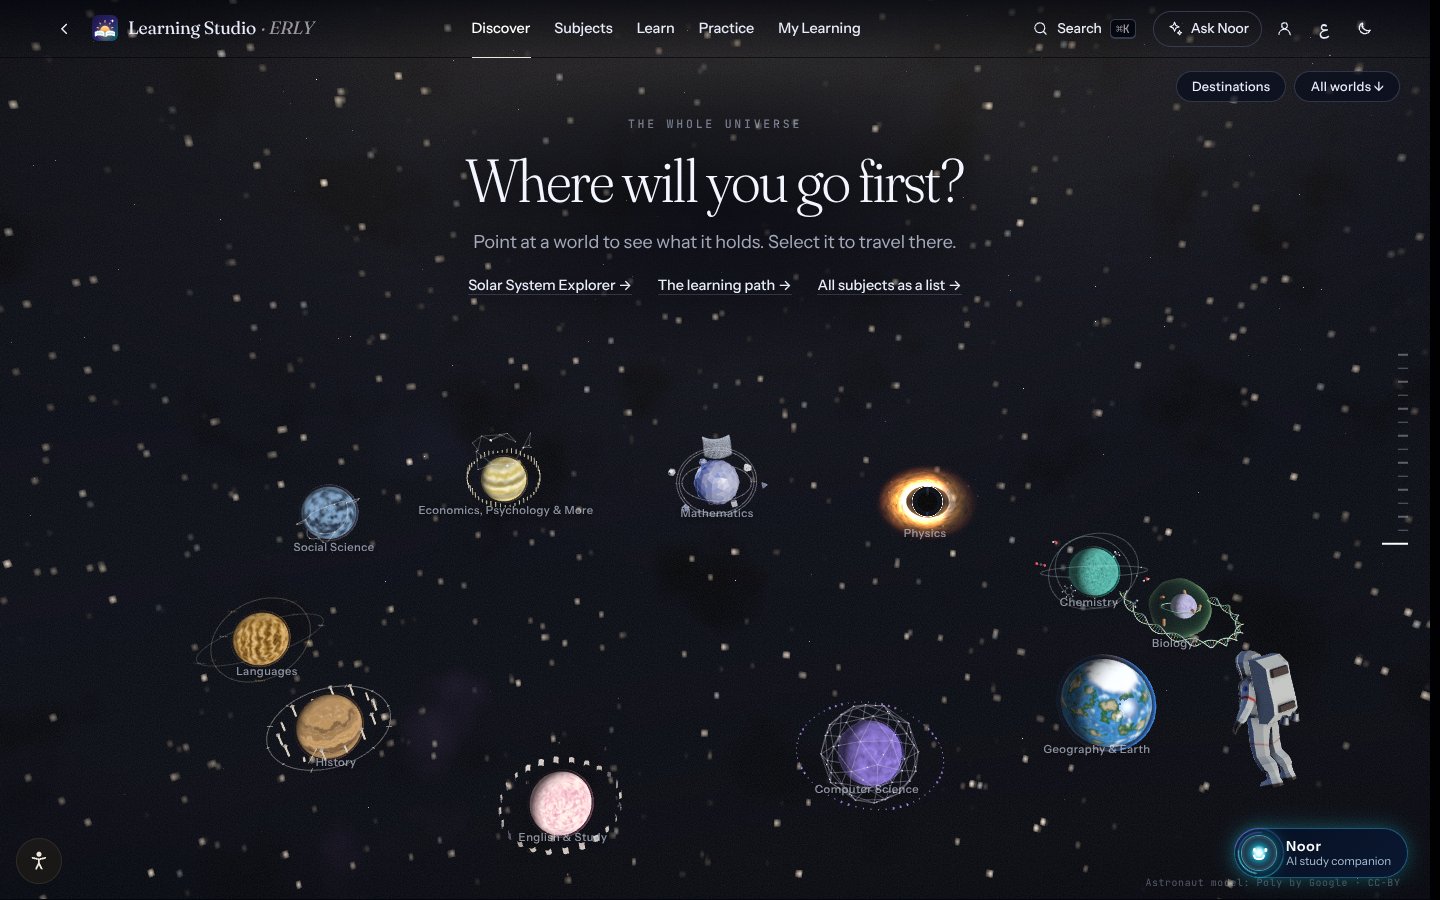 Learning Studio · ERLY
Discover Subjects Learn Practice My Learning
Search ⌘K Ask Noor ع
Destinations All worlds ↓
THE WHOLE UNIVERSE
Where will you go first?
Point at a world to see what it holds. Select it to travel there.
Solar System Explorer → The learning path → All subjects as a list →
Economics, Psychology & More
Mathematics
Physics
Social Science
Chemistry
Biology
Languages
Geography & Earth
History
Computer Science
English & Study
Noor
AI study companion
Astronaut model: Poly by Google · CC-BY